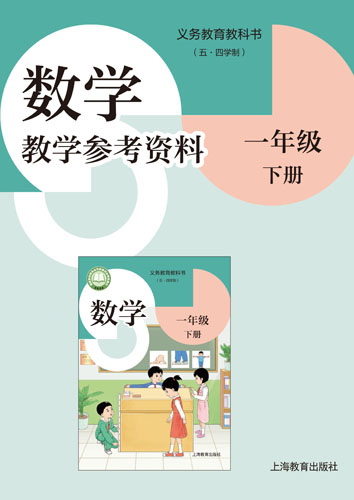 义务教育教科书
（五·四学制）
数学
教学参考资料
一年级
下册
义务教育教科书
（五·四学制）
数学
一年级
下册
上海教育出版社
上海教育出版社